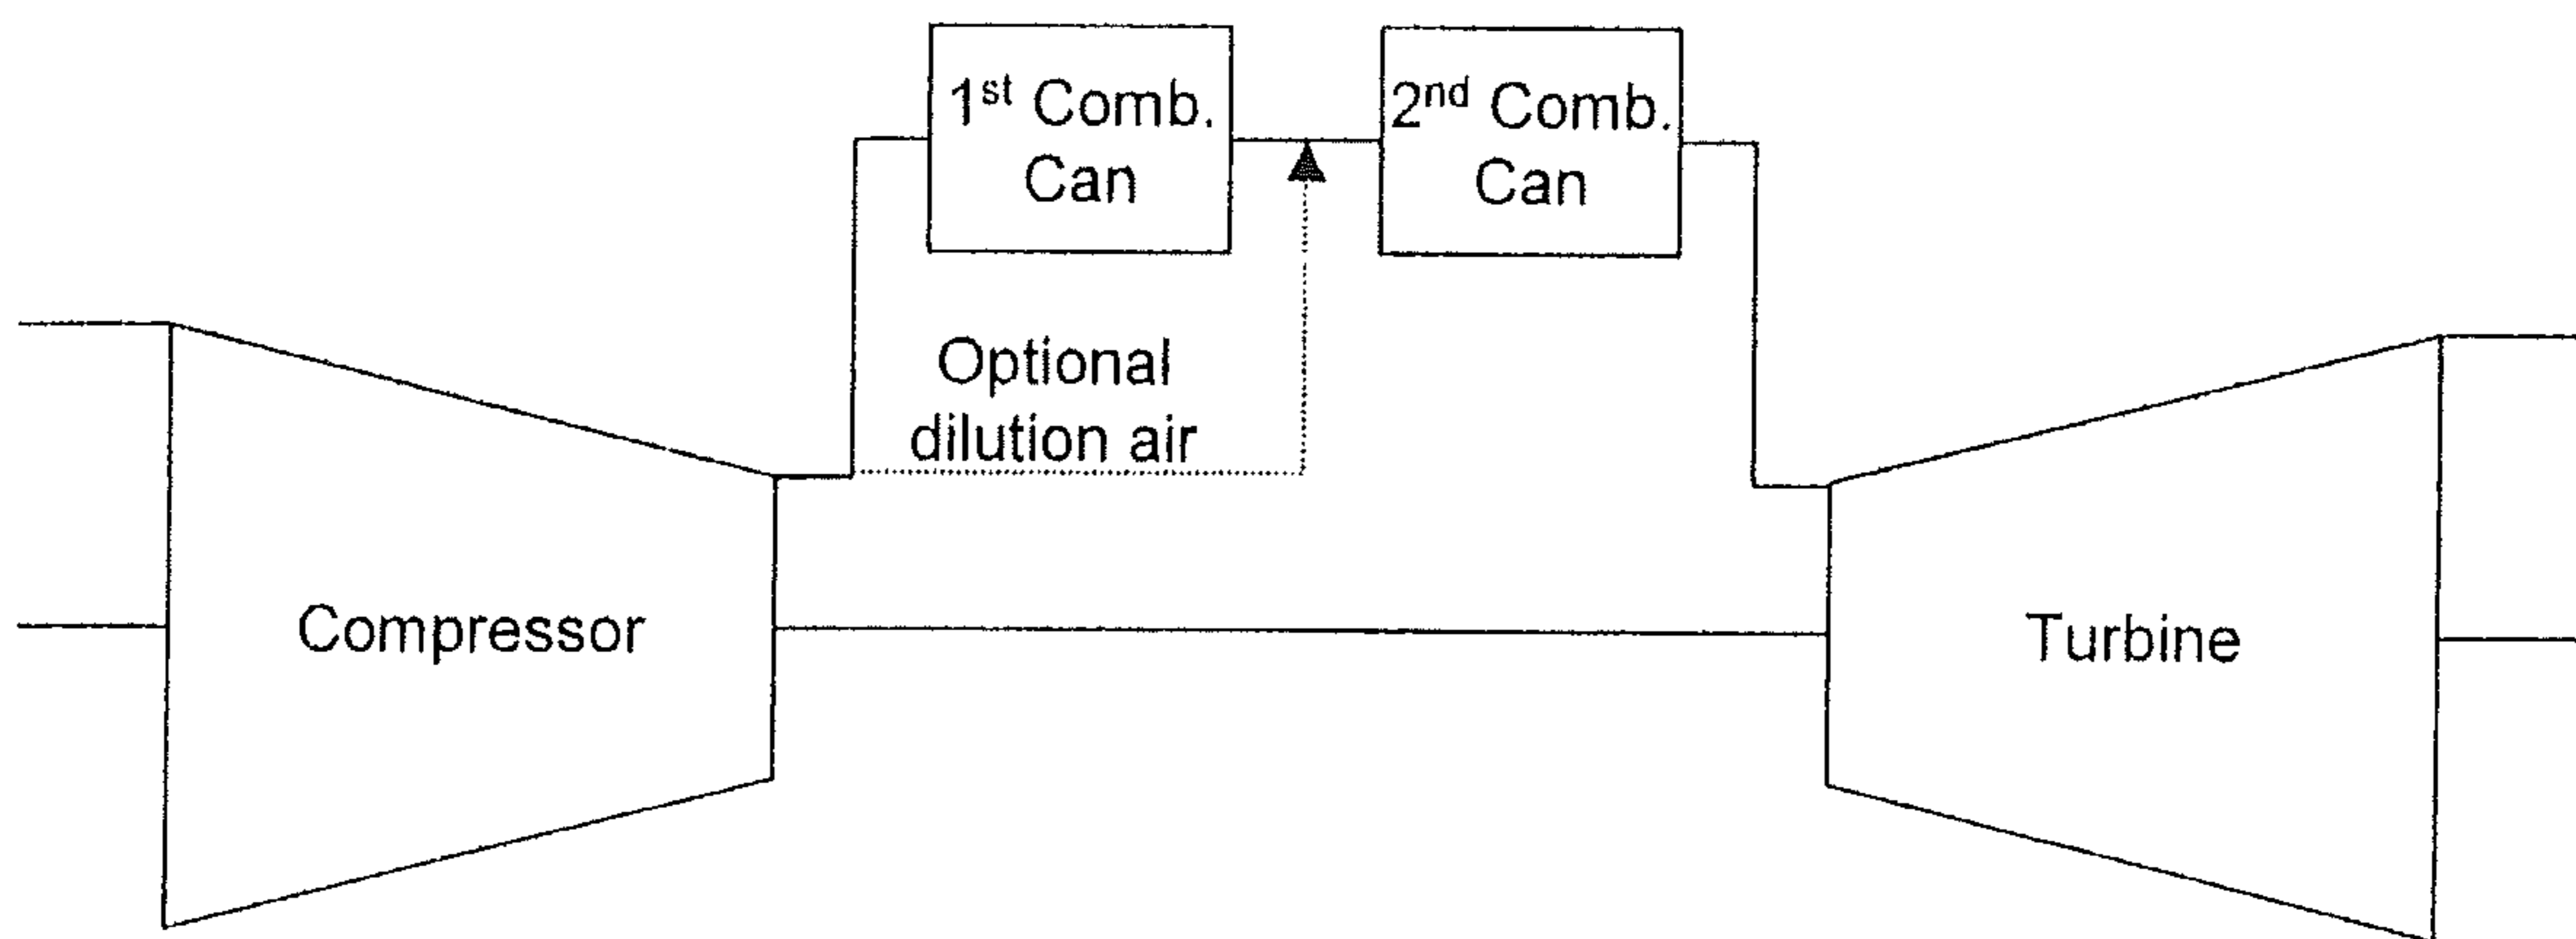 1st Comb.
Can
2nd Comb.
Can
Optional
dilution air
Compressor
Turbine